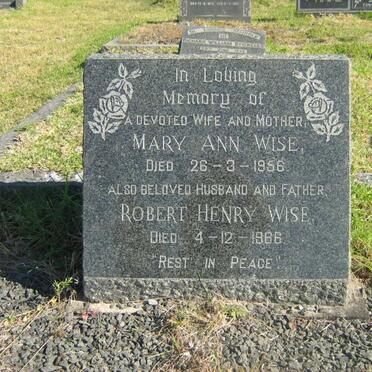 In Loving
Memory of
A DEVOTED WIFE AND MOTHER,
MARY ANN WISE,
DIED 26-3-1956
ALSO BELOVED HUSBAND AND FATHER,
ROBERT HENRY WISE,
DIED 4-12-1966.
"REST IN PEACE".